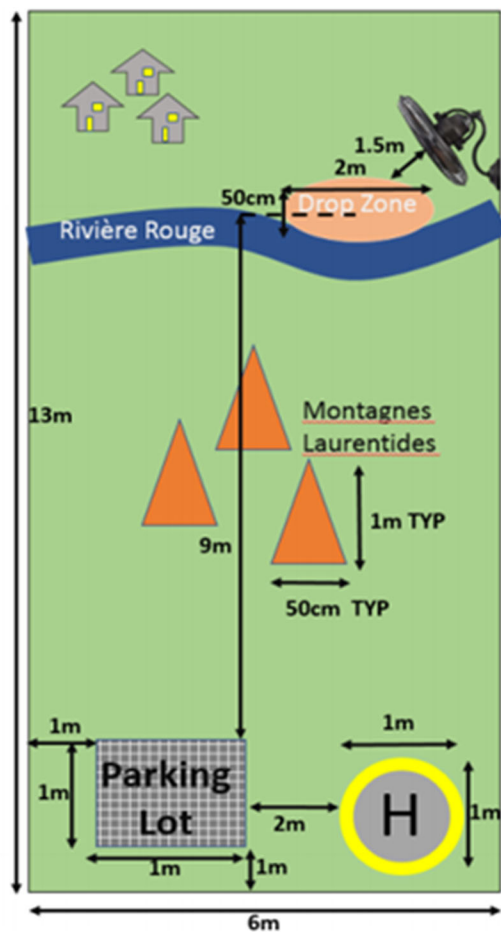 1.5m
2m
50cm
Drop Zone
Rivière Rouge
13m
Montagnes
Laurentides
1m TYP
9m
50cm TYP
1m
1m
Parking
Lot
1m
H
1m
2m
1m
1m
6m